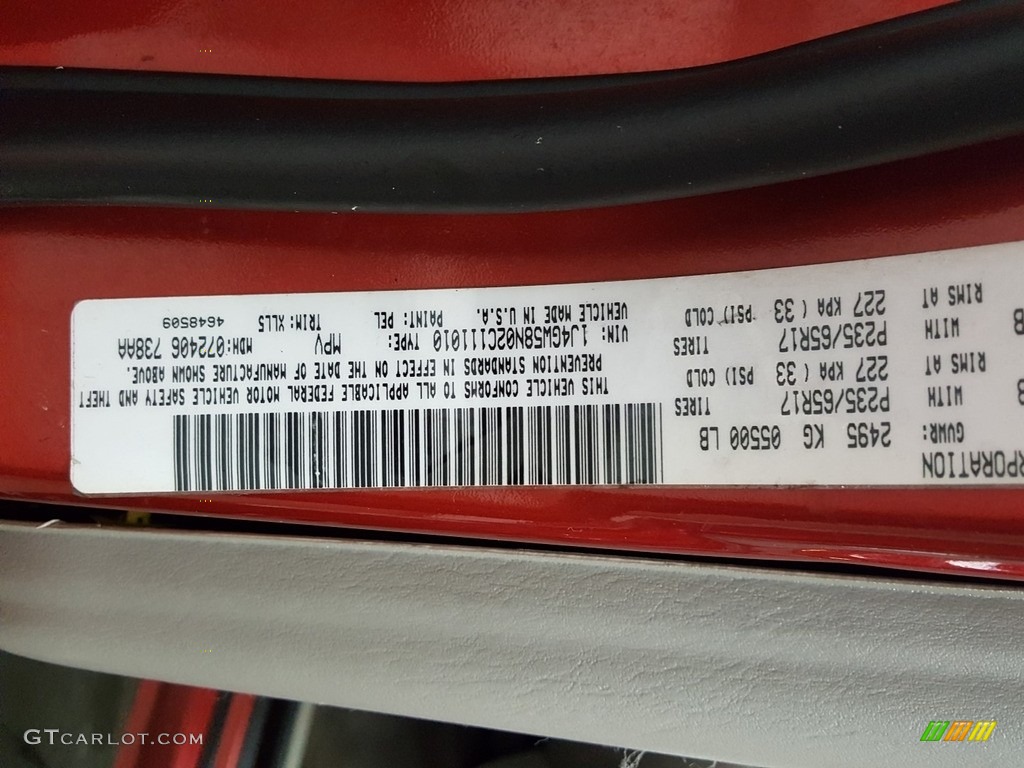 RPORATION
GVWR:
2495 KG 05500 LB
WITH P235/65R17 TIRES
RIMS AT 227 KPA ( 33 PSI) COLD
WITH P235/65R17 TIRES
RIMS AT 227 KPA ( 33 PSI) COLD
THIS VEHICLE CONFORMS TO ALL APPLICABLE FEDERAL MOTOR VEHICLE SAFETY AND THEFT
PREVENTION STANDARDS IN EFFECT ON THE DATE OF MANUFACTURE SHOWN ABOVE.
VIN: 1J4GW58N02C111010 TYPE: MPV MDH:072406 738AA
VEHICLE MADE IN U.S.A. PAINT: PEL TRIM: XLL5 4648509
GTCARLOT.COM